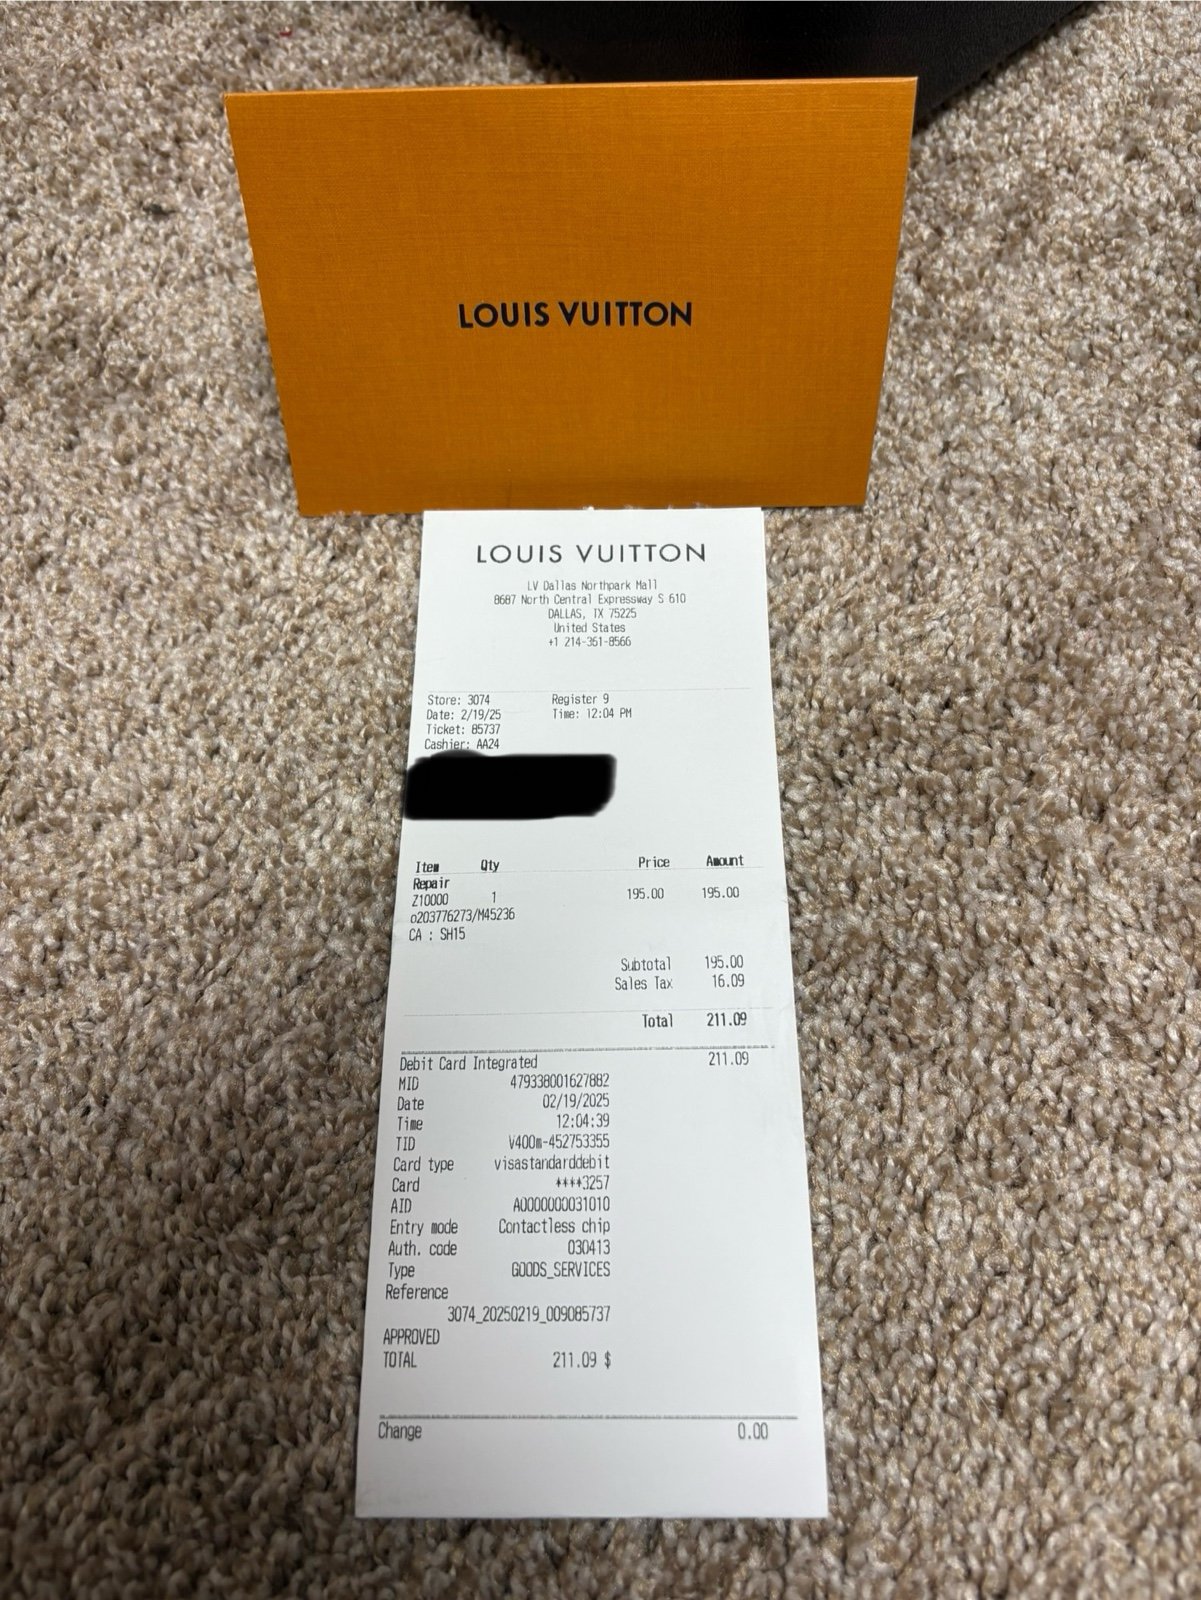 LOUIS VUITTON
LOUIS VUITTON
LV Dallas Northpark Mall
8687 North Central Expressway S 610
DALLAS, TX 75225
United States
+1 214-361-8566
Store: 3074 Register 9
Date: 2/19/25 Time: 12:04 PM
Ticket: 85737
Cashier: AA24
Item Qty Price Amount
Repair
Z10000 1 195.00 195.00
o203776273/M45236
CA : SH15
Subtotal 195.00
Sales Tax 16.09
Total 211.09
Debit Card Integrated 211.09
MID 479338001627882
Date 02/19/2025
Time 12:04:39
TID V400m-452753355
Card type visastandarddebit
Card ****3257
AID A0000000031010
Entry mode Contactless chip
Auth. code 030413
Type GOODS_SERVICES
Reference
3074_20250219_009085737
APPROVED
TOTAL 211.09 $
Change 0.00